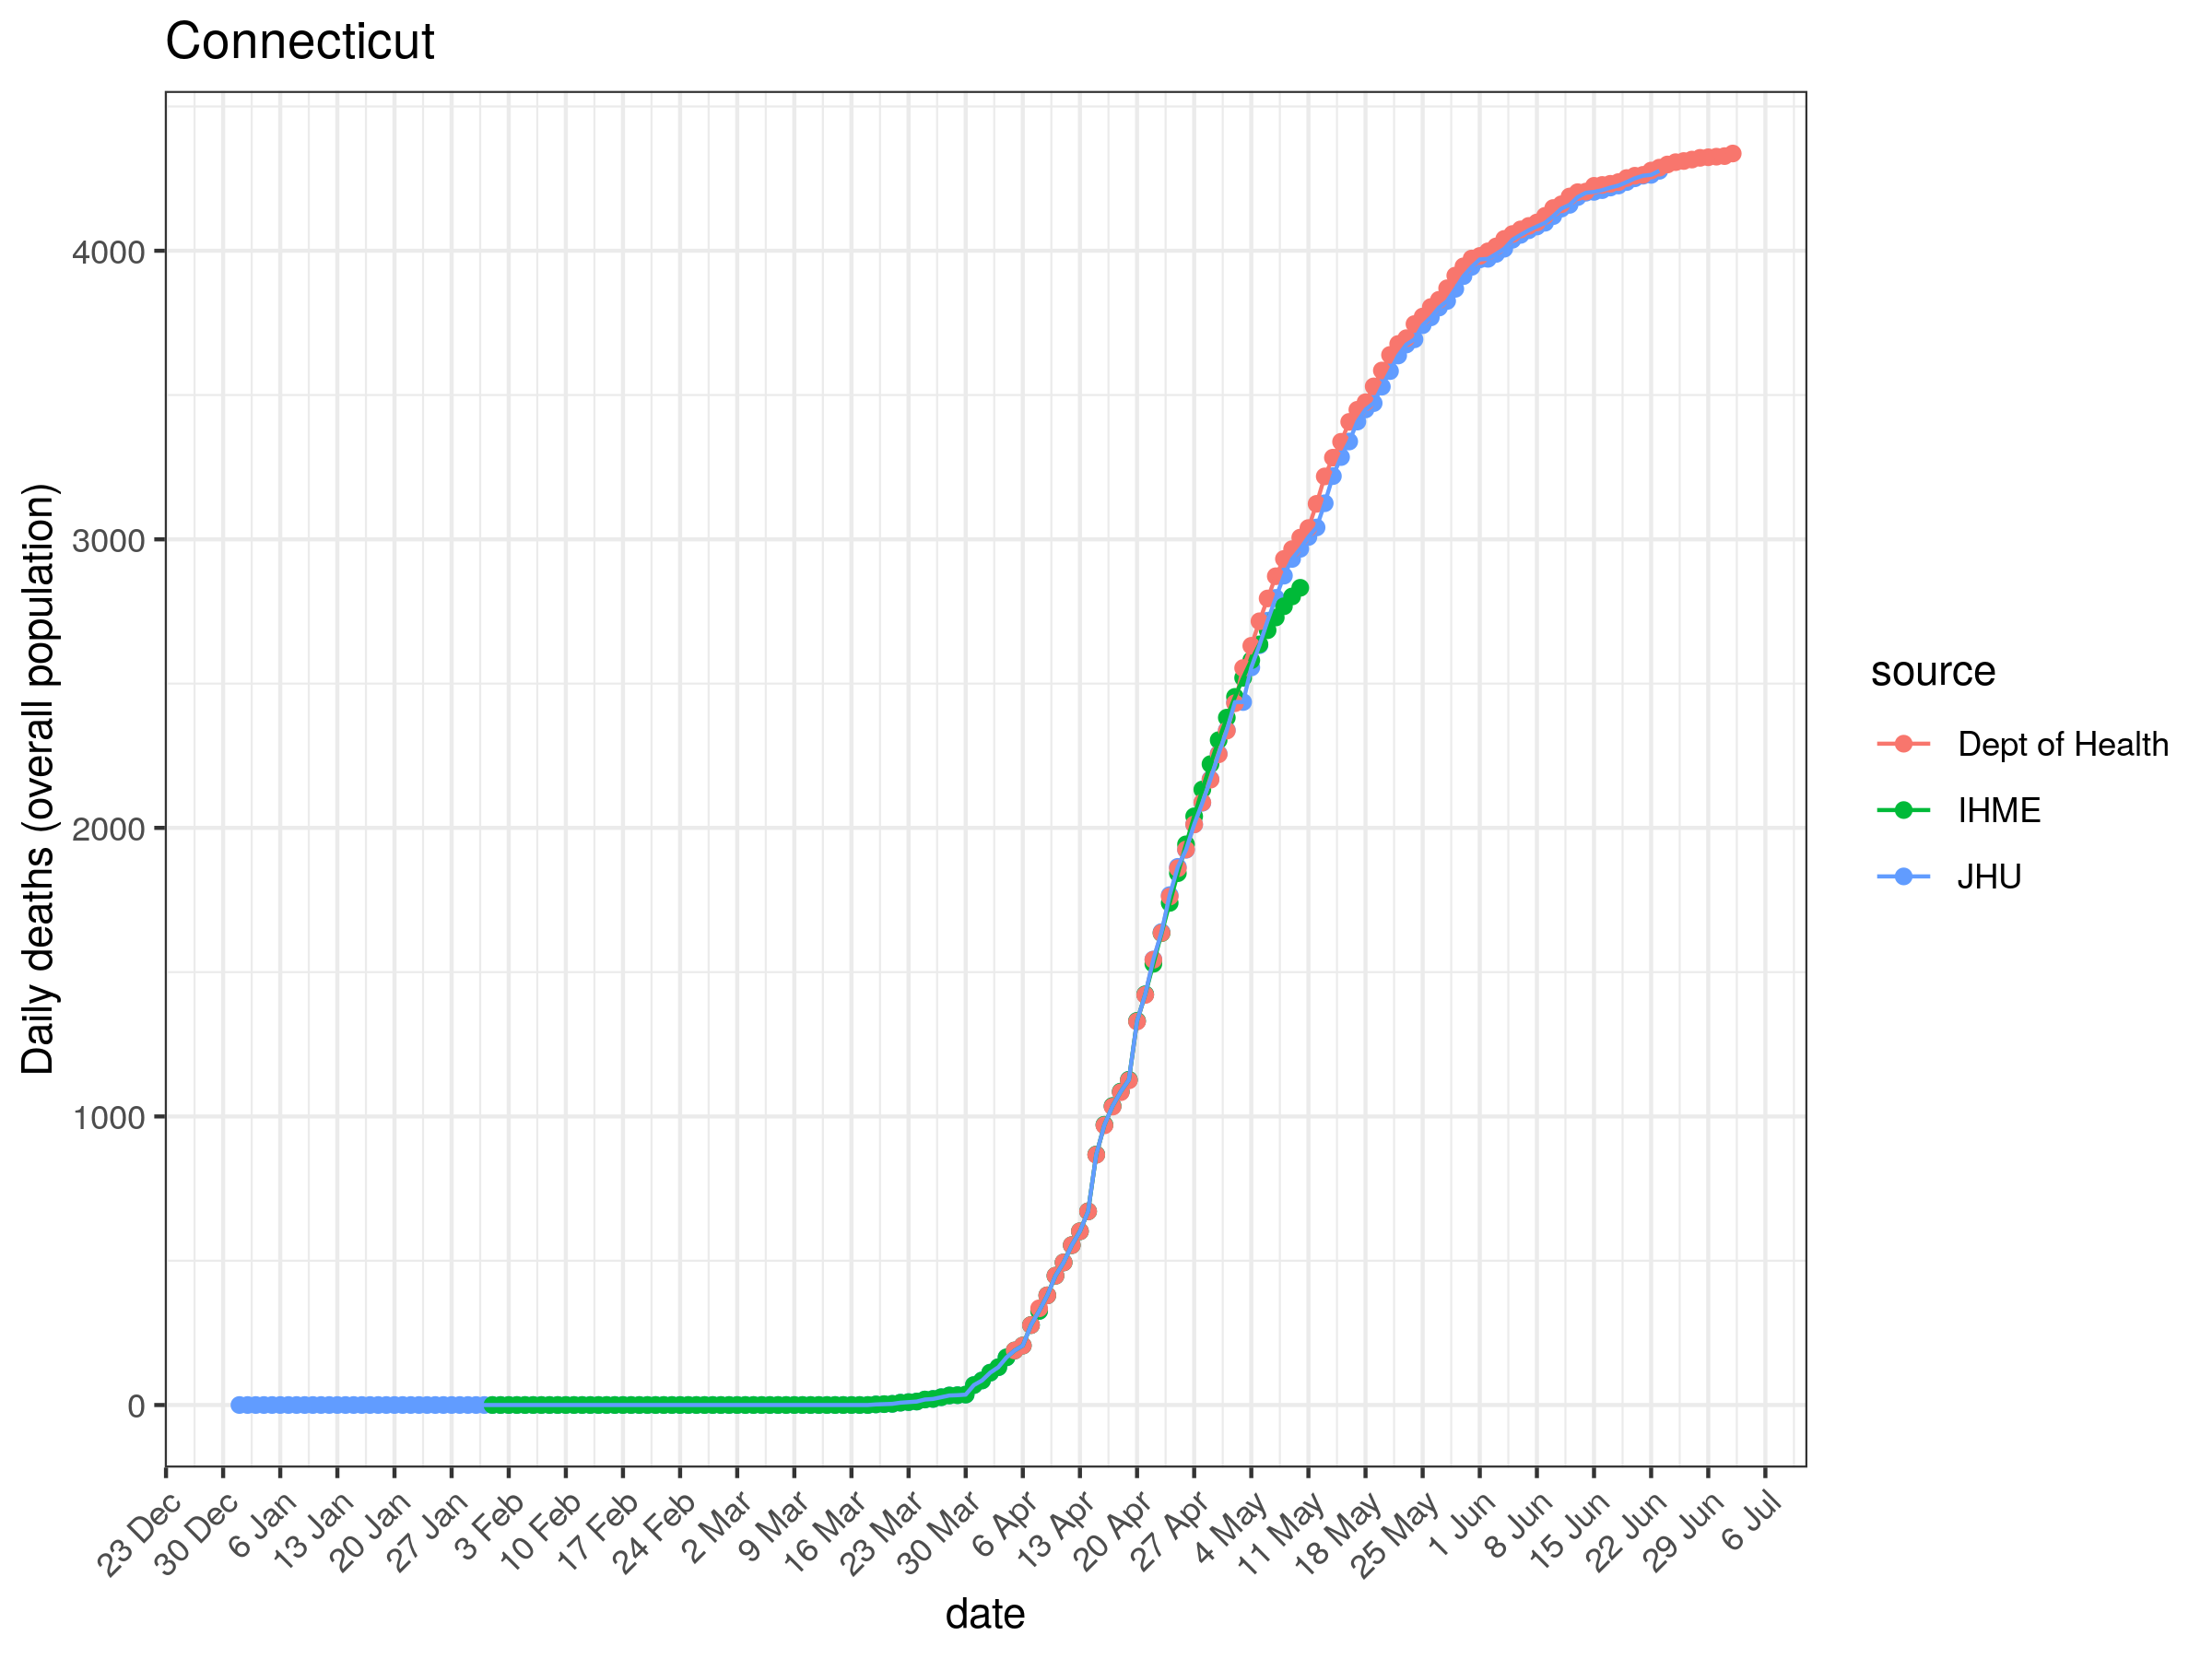 Connecticut
Daily deaths (overall population)
4000
3000
2000
1000
0
23 Dec
30 Dec
6 Jan
13 Jan
20 Jan
27 Jan
3 Feb
10 Feb
17 Feb
24 Feb
2 Mar
9 Mar
16 Mar
23 Mar
30 Mar
6 Apr
13 Apr
20 Apr
27 Apr
4 May
11 May
18 May
25 May
1 Jun
8 Jun
15 Jun
22 Jun
29 Jun
6 Jul
date
source
Dept of Health
IHME
JHU